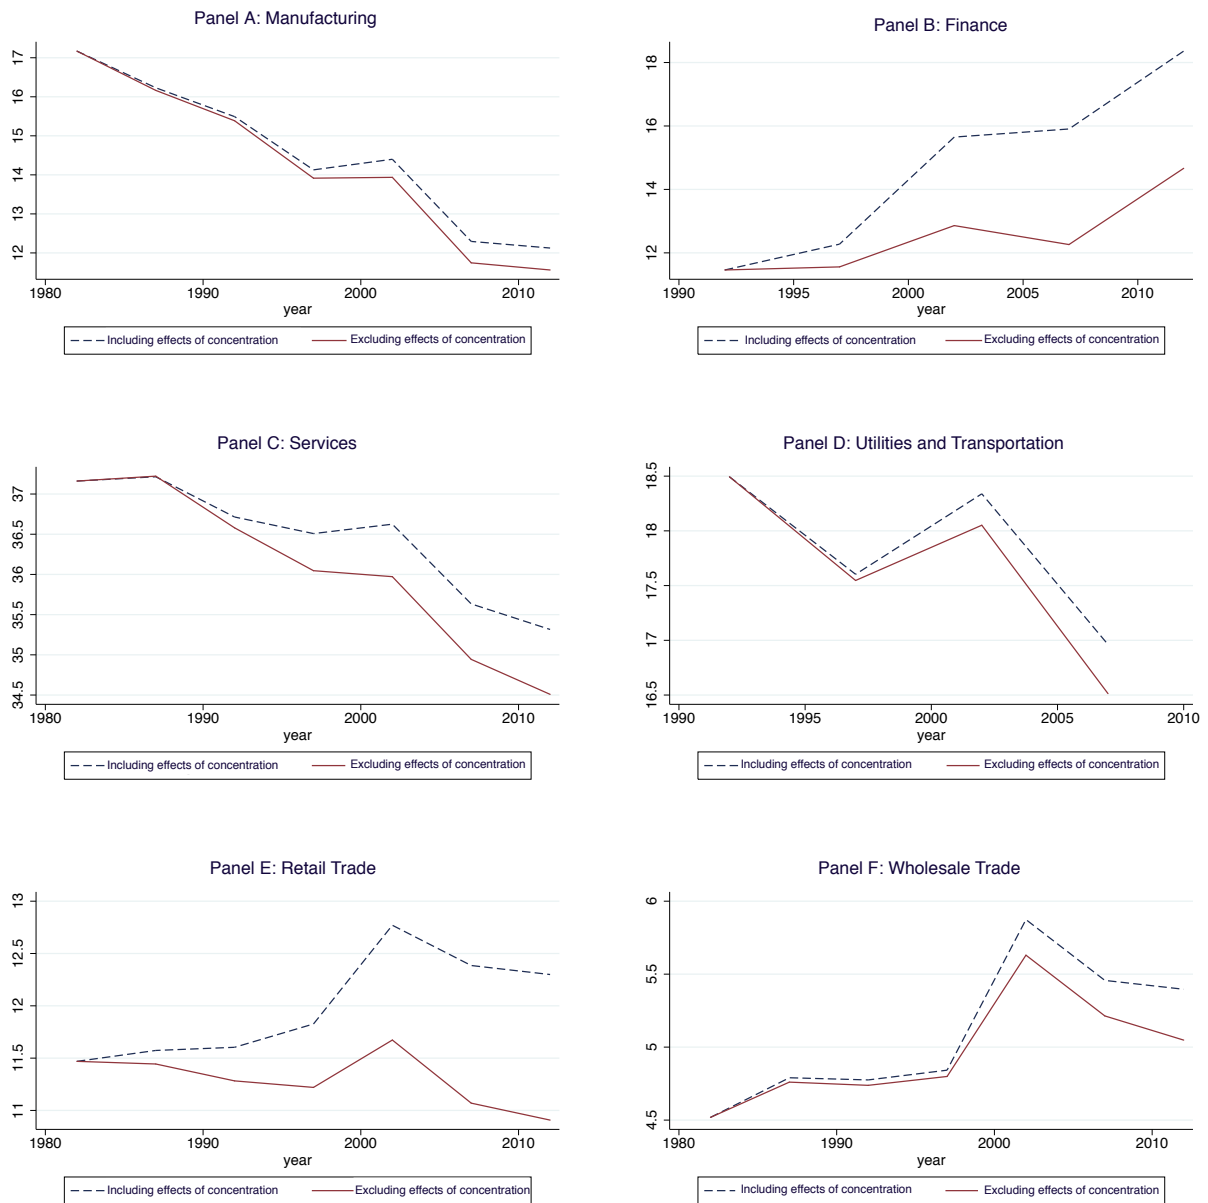 Panel A: Manufacturing
17
16
15
14
13
12
1980 1990 2000 2010
year
Including effects of concentration Excluding effects of concentration
Panel B: Finance
18
16
14
12
1990 1995 2000 2005 2010
year
Including effects of concentration Excluding effects of concentration
Panel C: Services
37
36.5
36
35.5
35
34.5
1980 1990 2000 2010
year
Including effects of concentration Excluding effects of concentration
Panel D: Utilities and Transportation
18.5
18
17.5
17
16.5
1990 1995 2000 2005 2010
year
Including effects of concentration Excluding effects of concentration
Panel E: Retail Trade
13
12.5
12
11.5
11
1980 1990 2000 2010
year
Including effects of concentration Excluding effects of concentration
Panel F: Wholesale Trade
6
5.5
5
4.5
1980 1990 2000 2010
year
Including effects of concentration Excluding effects of concentration